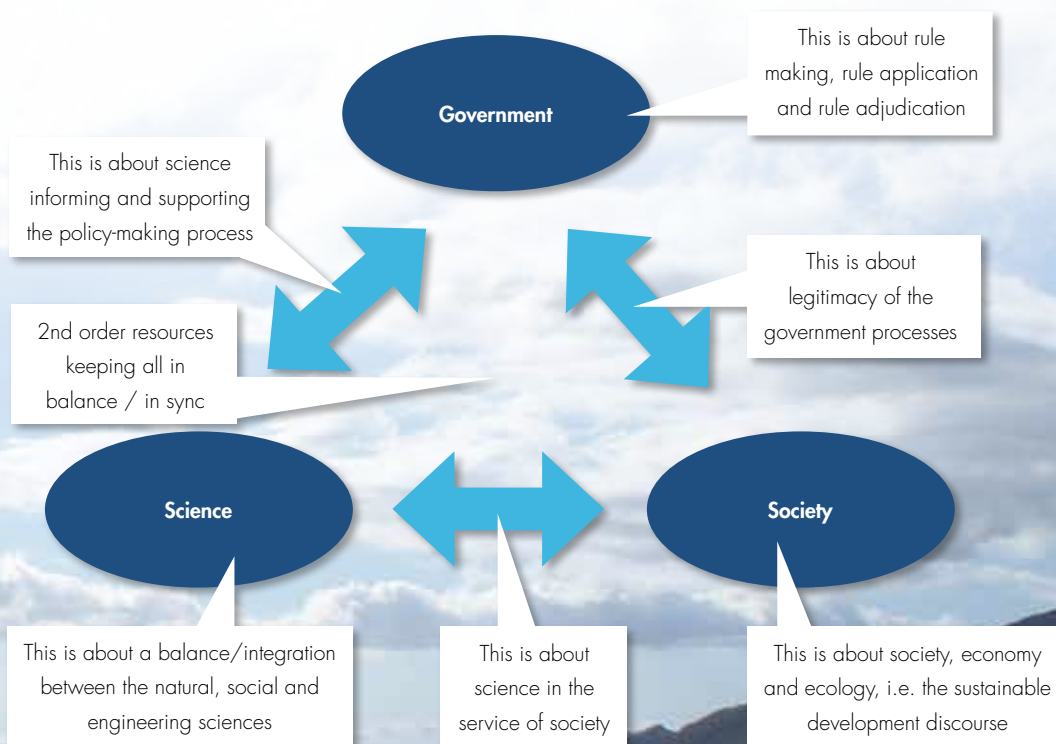 This is about rule
making, rule application
and rule adjudication
Government
This is about science
informing and supporting
the policy-making process
This is about
legitimacy of the
government processes
2nd order resources
keeping all in
balance / in sync
Science
Society
This is about a balance/integration
between the natural, social and
engineering sciences
This is about
science in the
service of society
This is about society, economy
and ecology, i.e. the sustainable
development discourse